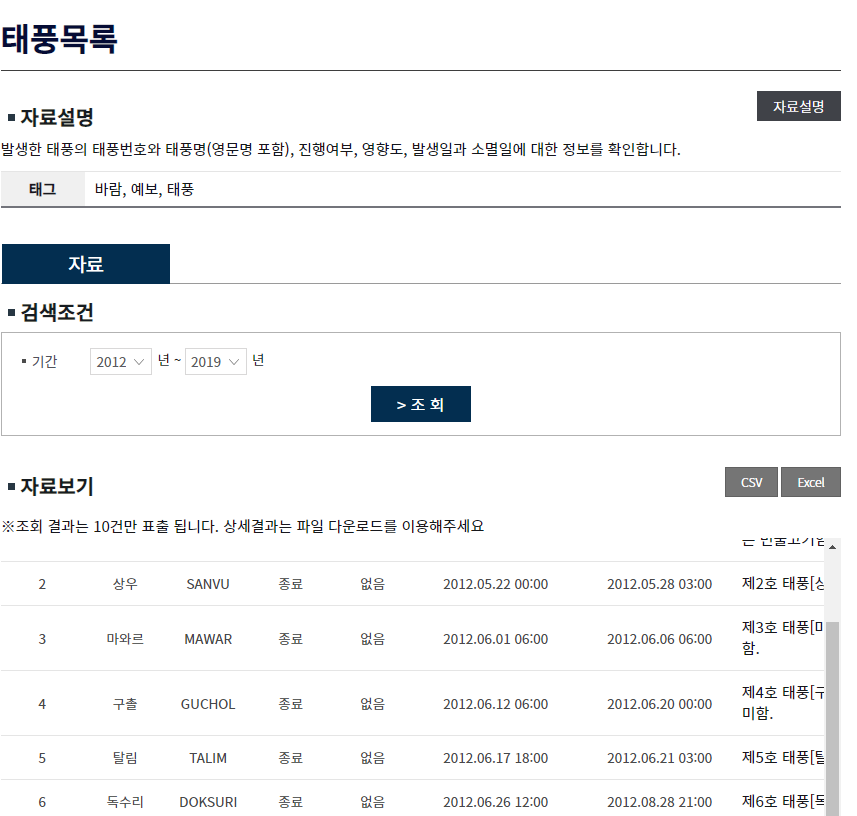 태풍목록
자료설명
자료설명
발생한 태풍의 태풍번호와 태풍명(영문명 포함), 진행여부, 영향도, 발생일과 소멸일에 대한 정보를 확인합니다.
태그 바람, 예보, 태풍
자료
검색조건
기간 2012 년 ~ 2019 년
> 조 회
자료보기 CSV Excel
※조회 결과는 10건만 표출 됩니다. 상세결과는 파일 다운로드를 이용해주세요
2 상우 SANVU 종료 없음 2012.05.22 00:00 2012.05.28 03:00 제2호 태풍[상
3 마와르 MAWAR 종료 없음 2012.06.01 06:00 2012.06.06 06:00 제3호 태풍[마
함.
4 구촐 GUCHOL 종료 없음 2012.06.12 06:00 2012.06.20 00:00 제4호 태풍[구
미함.
5 탈림 TALIM 종료 없음 2012.06.17 18:00 2012.06.21 03:00 제5호 태풍[탈
6 독수리 DOKSURI 종료 없음 2012.06.26 12:00 2012.08.28 21:00 제6호 태풍[독